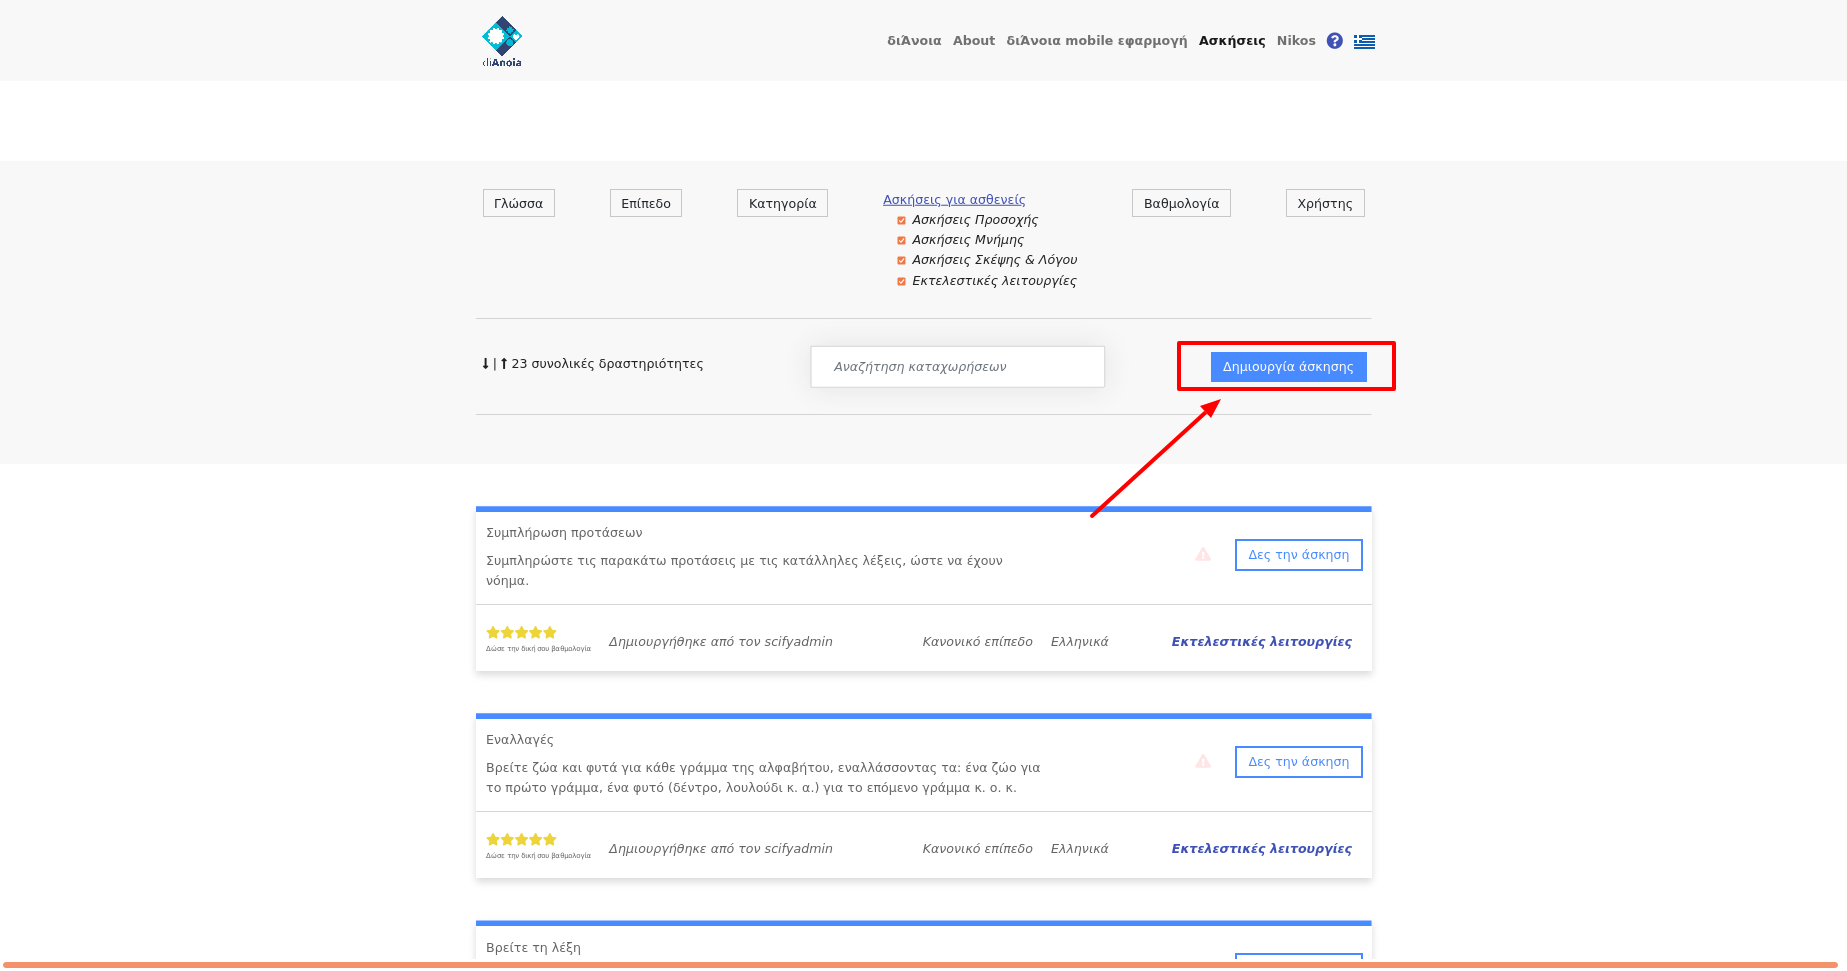 diAnoia
διΆνοια About διΆνοια mobile εφαρμογή Ασκήσεις Nikos ?
Γλώσσα Επίπεδο Κατηγορία Ασκήσεις για ασθενείς Βαθμολογία Χρήστης
Ασκήσεις Προσοχής
Ασκήσεις Μνήμης
Ασκήσεις Σκέψης & Λόγου
Εκτελεστικές λειτουργίες
| 23 συνολικές δραστηριότητες Αναζήτηση καταχωρήσεων Δημιουργία άσκησης
Συμπλήρωση προτάσεων
Συμπληρώστε τις παρακάτω προτάσεις με τις κατάλληλες λέξεις, ώστε να έχουν
νόημα.
Δες την άσκηση
Δημιουργήθηκε από τον scifyadmin Κανονικό επίπεδο Ελληνικά Εκτελεστικές λειτουργίες
Δώσε την δική σου βαθμολογία
Εναλλαγές
Βρείτε ζώα και φυτά για κάθε γράμμα της αλφαβήτου, εναλλάσσοντας τα: ένα ζώο για
το πρώτο γράμμα, ένα φυτό (δέντρο, λουλούδι κ. α.) για το επόμενο γράμμα κ. ο. κ.
Δες την άσκηση
Δημιουργήθηκε από τον scifyadmin Κανονικό επίπεδο Ελληνικά Εκτελεστικές λειτουργίες
Δώσε την δική σου βαθμολογία
Βρείτε τη λέξη